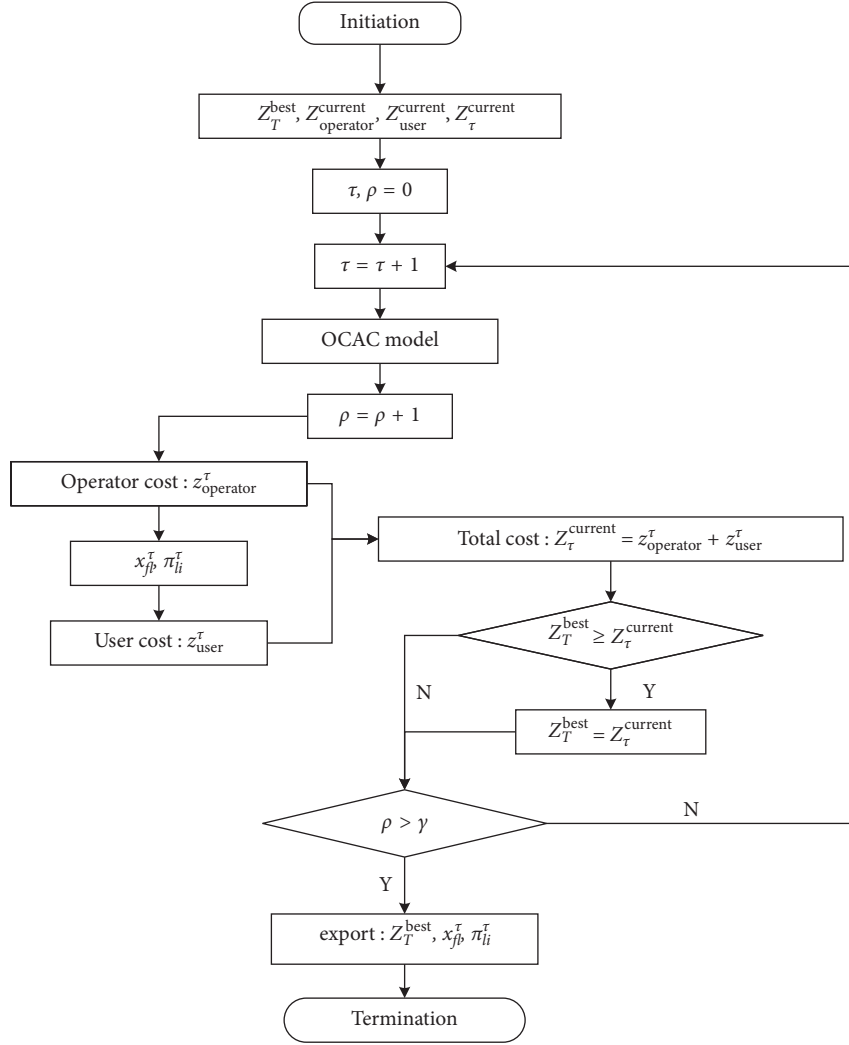 Initiation
Z_T^best, Z_operator^current, Z_user^current, Z_τ^current
τ, ρ = 0
τ = τ + 1
OCAC model
ρ = ρ + 1
Operator cost : z_operator^τ
x_fb^τ, π_li^τ
User cost : z_user^τ
Total cost : Z_τ^current = z_operator^τ + z_user^τ
Z_T^best ≥ Z_τ^current
N
Y
Z_T^best = Z_τ^current
ρ > γ
N
Y
export : Z_T^best, x_fb^τ, π_li^τ
Termination